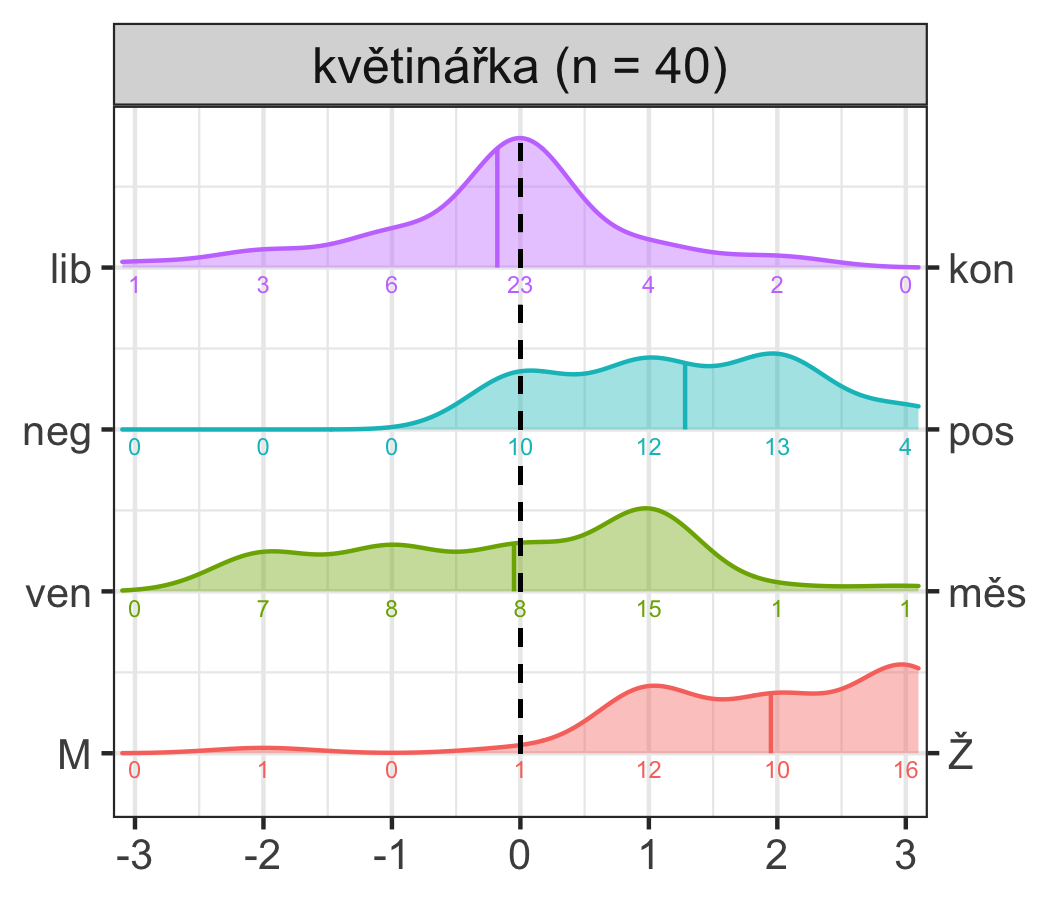 květinářka (n = 40)
lib kon
1 3 6 23 4 2 0
neg pos
0 0 0 10 12 13 4
ven měs
0 7 8 8 15 1 1
M Ž
0 1 0 1 12 10 16
-3 -2 -1 0 1 2 3